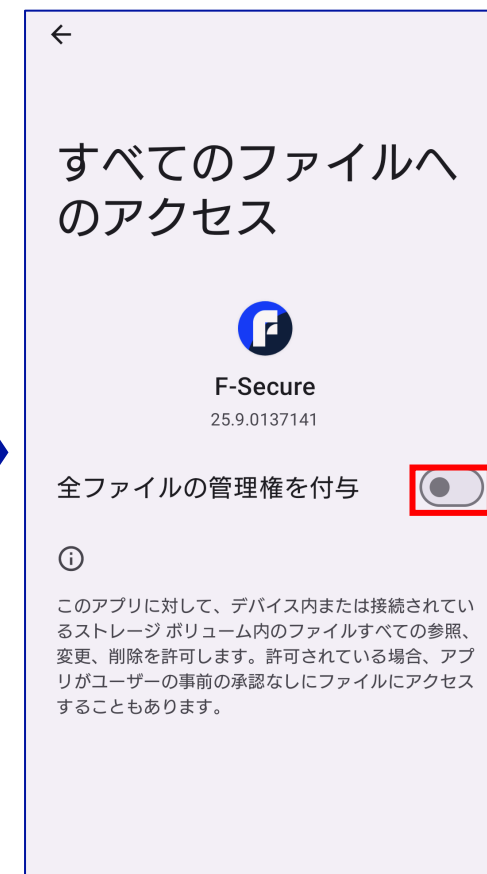 すべてのファイルへ
のアクセス
F-Secure
25.9.0137141
全ファイルの管理権を付与
このアプリに対して、デバイス内または接続されてい
るストレージ ボリューム内のファイルすべての参照、
変更、削除を許可します。許可されている場合、アプ
リがユーザーの事前の承認なしにファイルにアクセス
することもあります。